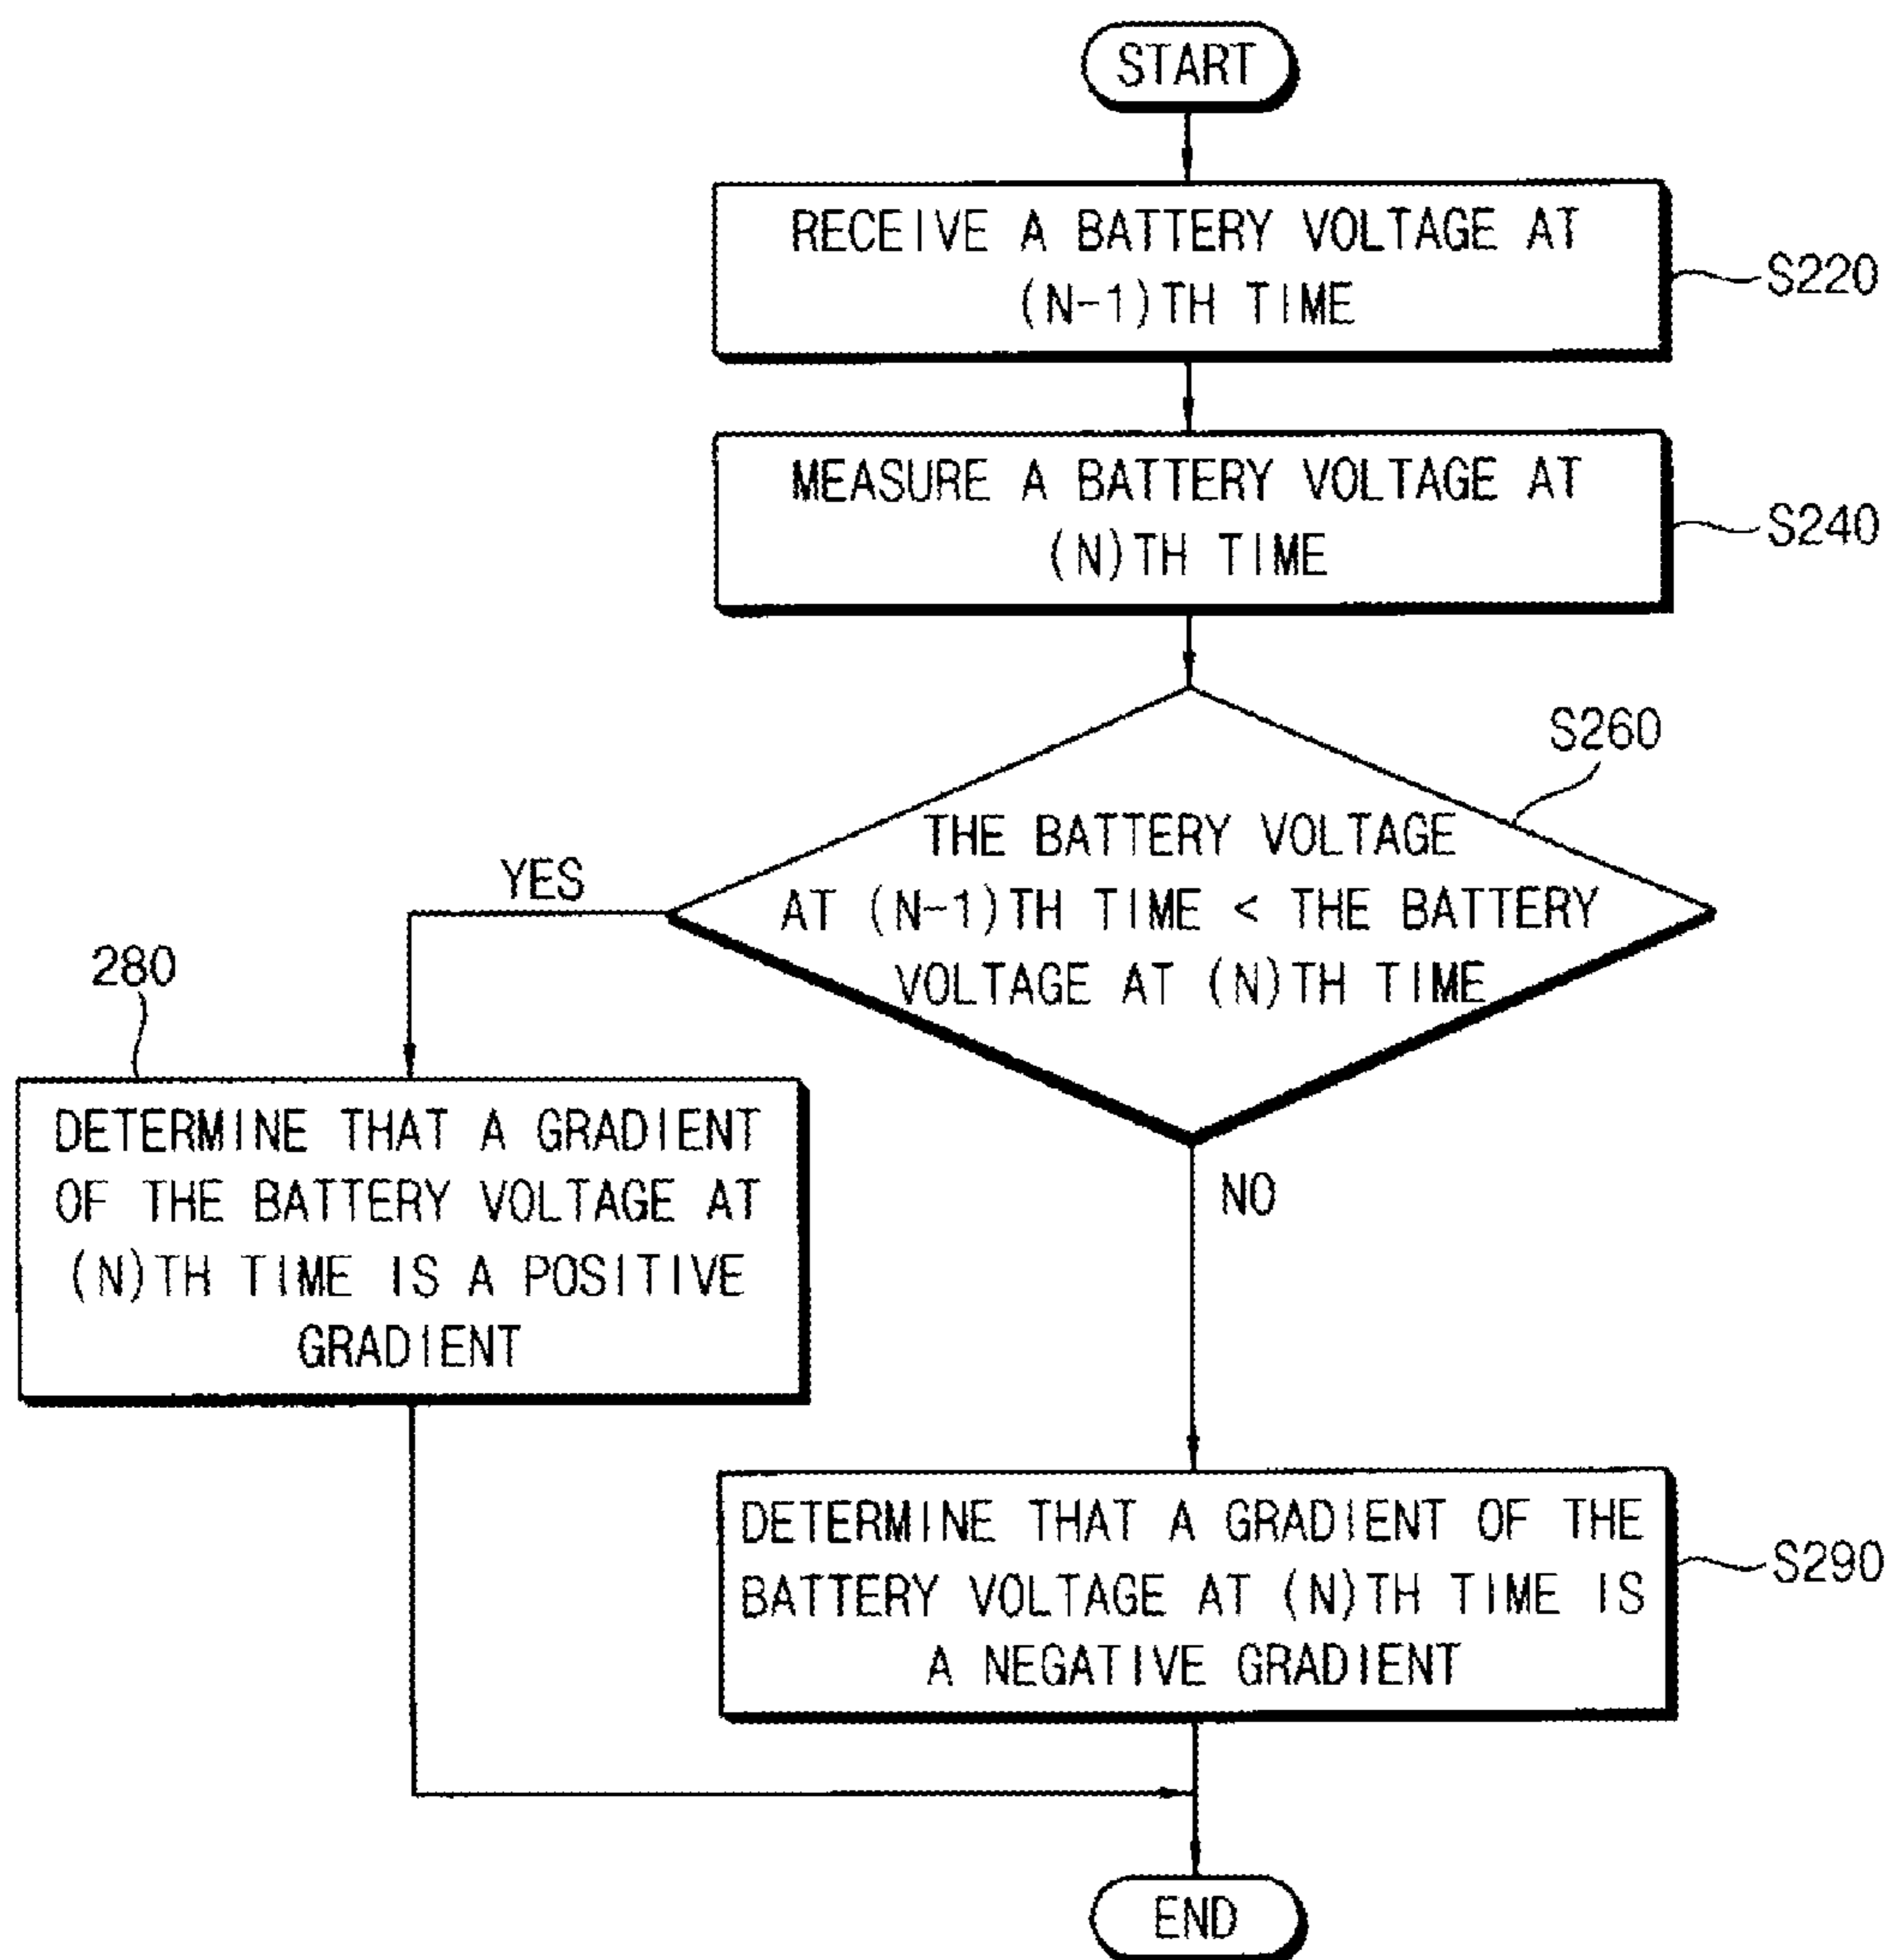 START
RECEIVE A BATTERY VOLTAGE AT
(N-1)TH TIME
S220
MEASURE A BATTERY VOLTAGE AT
(N)TH TIME
S240
S260
THE BATTERY VOLTAGE
AT (N-1)TH TIME < THE BATTERY
VOLTAGE AT (N)TH TIME
YES
280
DETERMINE THAT A GRADIENT
OF THE BATTERY VOLTAGE AT
(N)TH TIME IS A POSITIVE
GRADIENT
NO
DETERMINE THAT A GRADIENT OF THE
BATTERY VOLTAGE AT (N)TH TIME IS
A NEGATIVE GRADIENT
S290
END